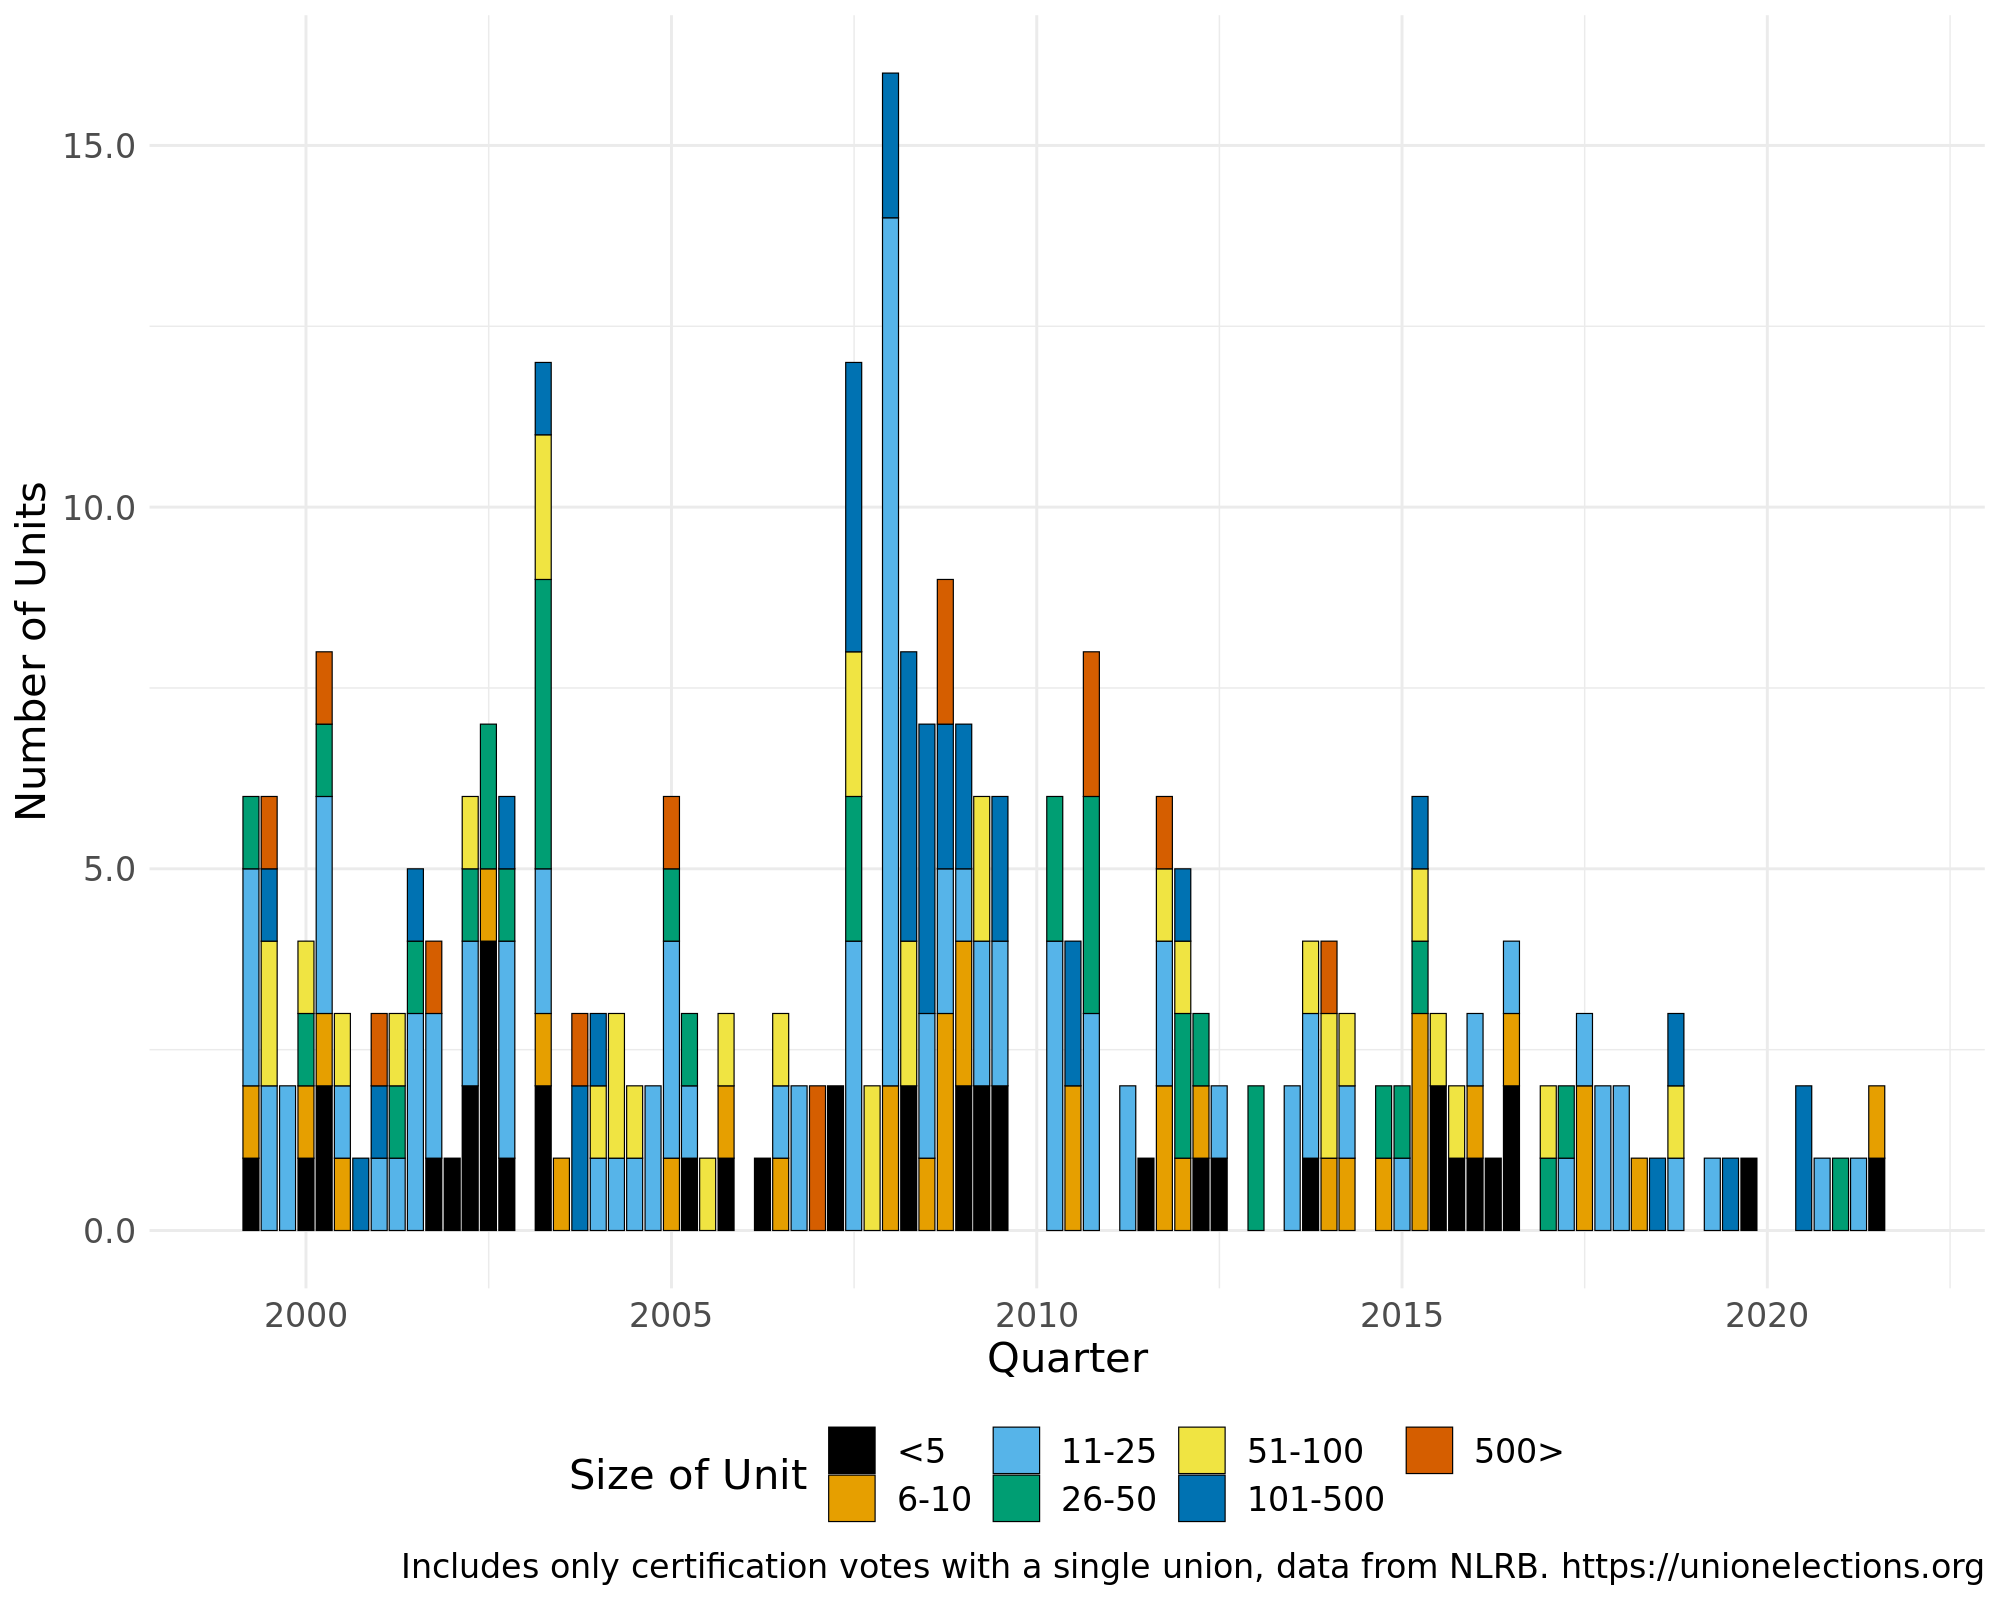 15.0
10.0
5.0
0.0
Number of Units
2000 2005 2010 2015 2020
Quarter
Size of Unit
<5 11-25 51-100 500>
6-10 26-50 101-500
Includes only certification votes with a single union, data from NLRB. https://unionelections.org